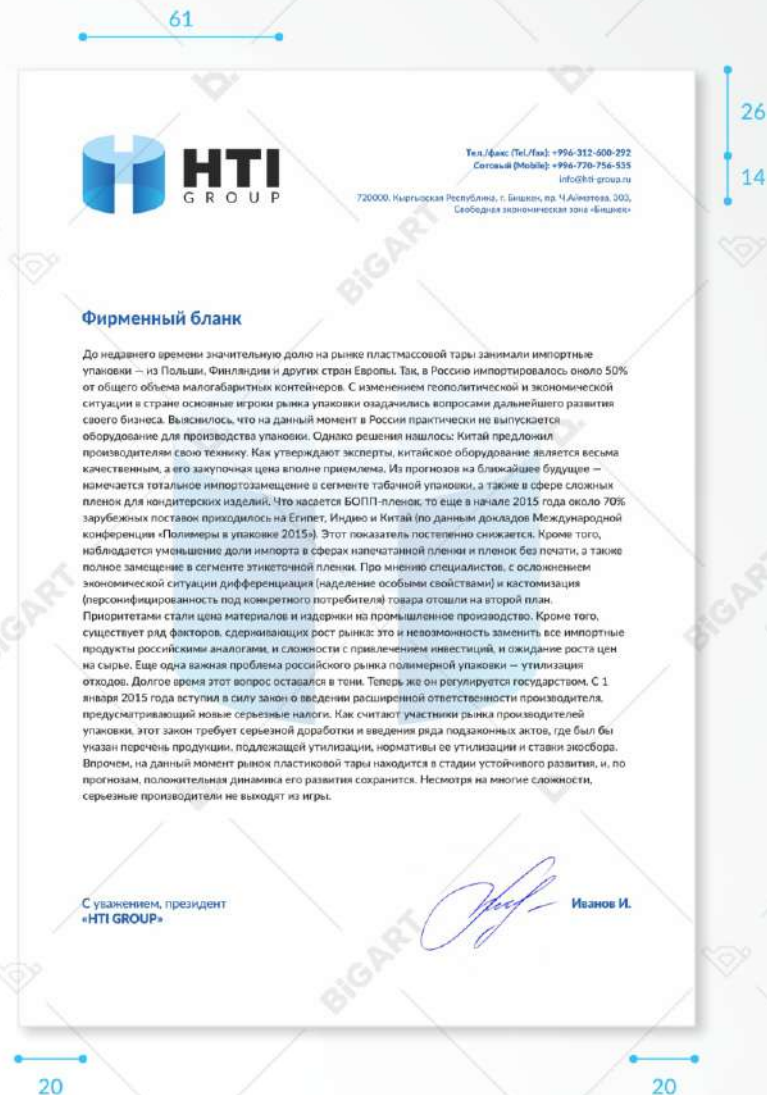 61
26
14
HTI
GROUP
Тел./факс (Tel./fax): +996-312-600-292
Сотовый (Mobile): +996-770-756-535
info@hti-group.ru
720000, Кыргызская Республика, г. Бишкек, пр. Ч.Айтматова, 303,
Свободная экономическая зона «Бишкек»
Фирменный бланк
До недавнего времени значительную долю на рынке пластмассовой тары занимали импортные
упаковки — из Польши, Финляндии и других стран Европы. Так, в Россию импортировалось около 50%
от общего объема малогабаритных контейнеров. С изменением геополитической и экономической
ситуации в стране основные игроки рынка упаковки озадачились вопросами дальнейшего развития
своего бизнеса. Выяснилось, что на данный момент в России практически не выпускается
оборудование для производства упаковки. Однако решения нашлось: Китай предложил
производителям свою технику. Как утверждают эксперты, китайское оборудование является весьма
качественным, а его закупочная цена вполне приемлема. Из прогнозов на ближайшее будущее —
намечается тотальное импортозамещение в сегменте табачной упаковки, а также в сфере сложных
пленок для кондитерских изделий. Что касается БОПП-пленок, то еще в начале 2015 года около 70%
зарубежных поставок приходилось на Египет, Индию и Китай (по данным докладов Международной
конференции «Полимеры в упаковке 2015»). Этот показатель постепенно снижается. Кроме того,
наблюдается уменьшение доли импорта в сферах напечатанной пленки и пленок без печати, а также
полное замещение в сегменте этикеточной пленки. Про мнению специалистов, с осложнением
экономической ситуации дифференциация (наделение особыми свойствами) и кастомизация
(персонифицированность под конкретного потребителя) товара отошли на второй план.
Приоритетами стали цена материалов и издержки на промышленное производство. Кроме того,
существует ряд факторов, сдерживающих рост рынка: это и невозможность заменить все импортные
продукты российскими аналогами, и сложности с привлечением инвестиций, и ожидание роста цен
на сырье. Еще одна важная проблема российского рынка полимерной упаковки — утилизация
отходов. Долгое время этот вопрос оставался в тени. Теперь же он регулируется государством. С 1
января 2015 года вступил в силу закон о введении расширенной ответственности производителя,
предусматривающий новые серьезные налоги. Как считают участники рынка производителей
упаковки, этот закон требует серьезной доработки и введения ряда подзаконных актов, где был бы
указан перечень продукции, подлежащей утилизации, нормативы ее утилизации и ставки экосбора.
Впрочем, на данный момент рынок пластиковой тары находится в стадии устойчивого развития, и, по
прогнозам, положительная динамика его развития сохранится. Несмотря на многие сложности,
серьезные производители не выходят из игры.
С уважением, президент
«HTI GROUP»
Иванов И.
20
20
BIGART
BIGART
BIGART
BIGART